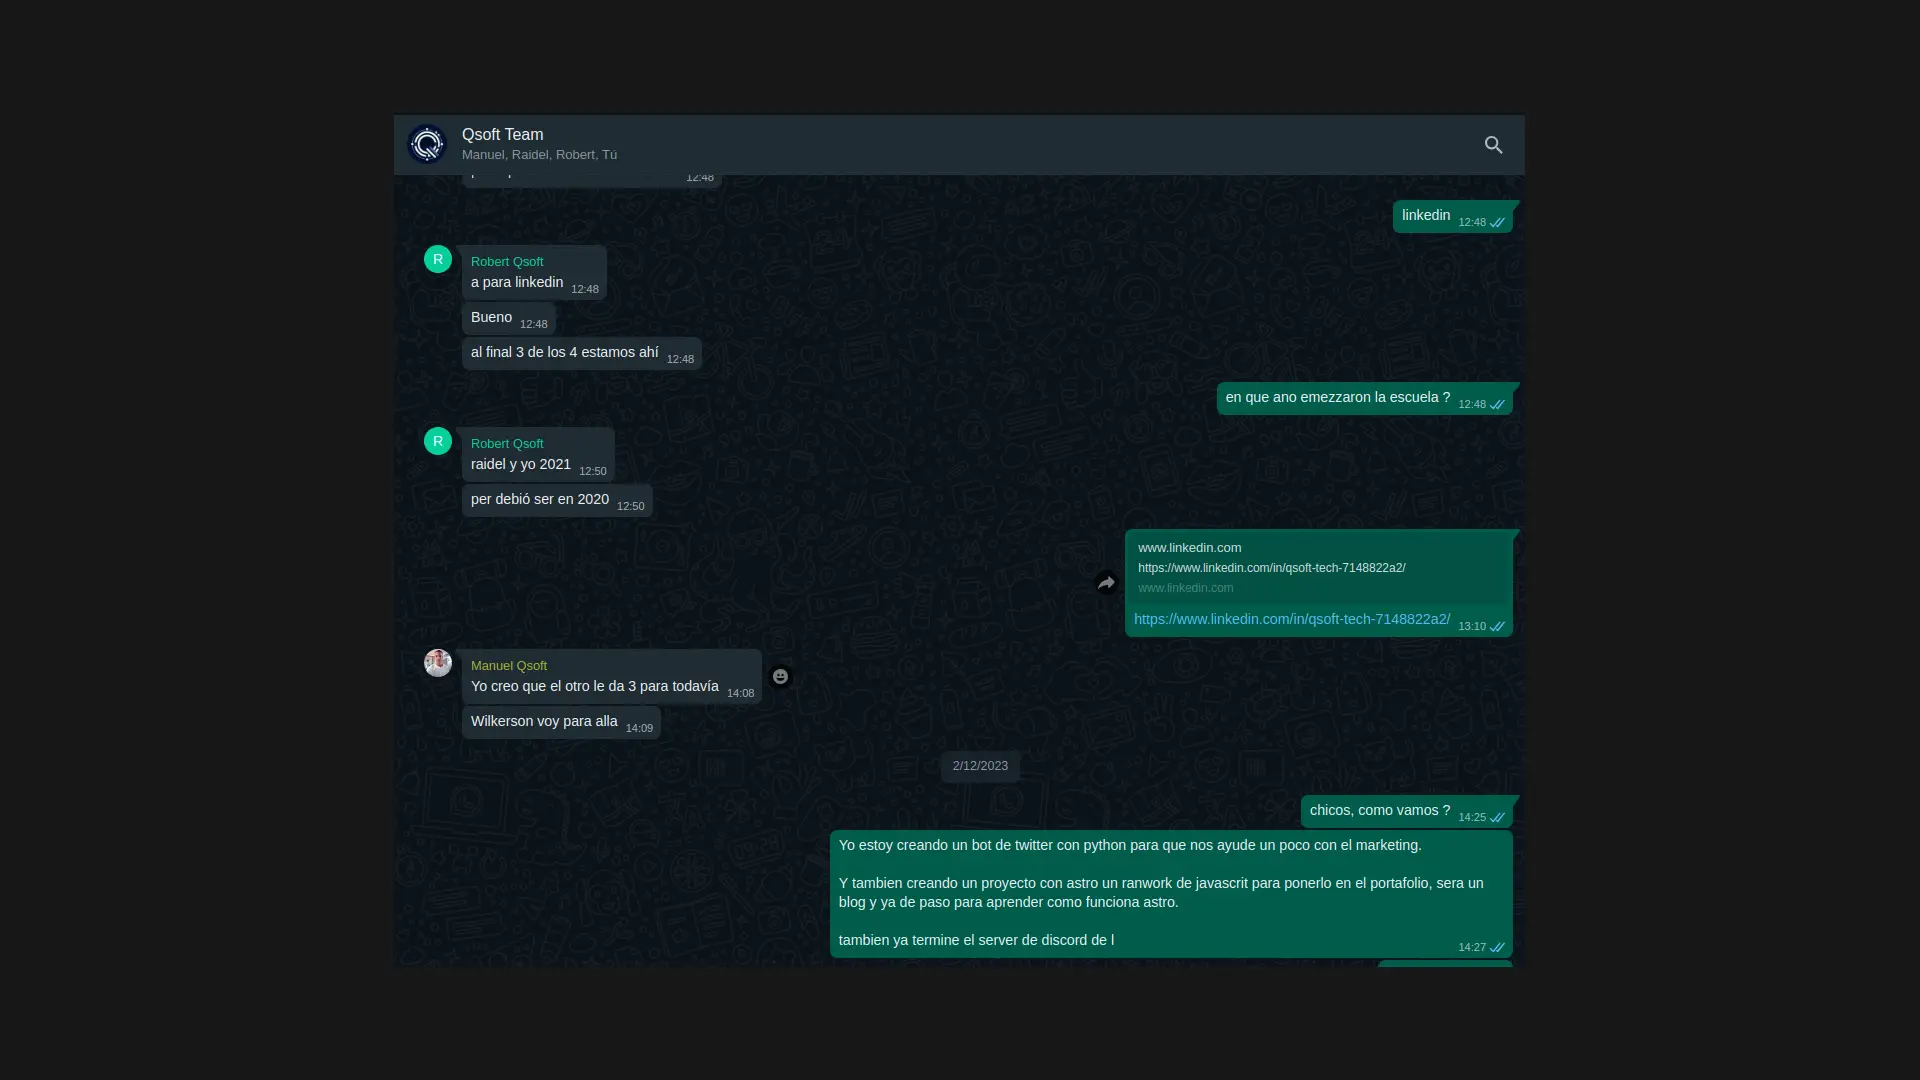 Qsoft Team
Manuel, Raidel, Robert, Tú
12:48
linkedin 12:48
R
Robert Qsoft
a para linkedin 12:48
Bueno 12:48
al final 3 de los 4 estamos ahí 12:48
en que ano emezzaron la escuela ? 12:48
R
Robert Qsoft
raidel y yo 2021 12:50
per debió ser en 2020 12:50
www.linkedin.com
https://www.linkedin.com/in/qsoft-tech-7148822a2/
www.linkedin.com
https://www.linkedin.com/in/qsoft-tech-7148822a2/ 13:10
Manuel Qsoft
Yo creo que el otro le da 3 para todavía 14:08
Wilkerson voy para alla 14:09
2/12/2023
chicos, como vamos ? 14:25
Yo estoy creando un bot de twitter con python para que nos ayude un poco con el marketing.
Y tambien creando un proyecto con astro un ranwork de javascrit para ponerlo en el portafolio, sera un
blog y ya de paso para aprender como funciona astro.
tambien ya termine el server de discord de l 14:27